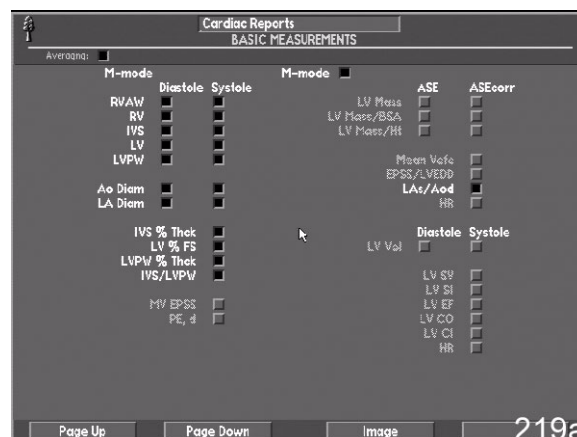 Cardiac Reports
BASIC MEASUREMENTS
Averagng:
M-mode
Diastole Systole
RVAW
RV
IVS
LV
LVPW
Ao Diam
LA Diam
IVS % Thck
LV % FS
LVPW % Thck
IVS/LVPW
MV EPSS
PE, d
M-mode
ASE ASEcorr
LV Mass
LV Mass/BSA
LV Mass/Ht
Mean Vcfc
EPSS/LVEDD
LAs/Aod
HR
Diastole Systole
LV Vol
LV SV
LV SI
LV EF
LV CO
LV CI
HR
Page Up Page Down Image
219a